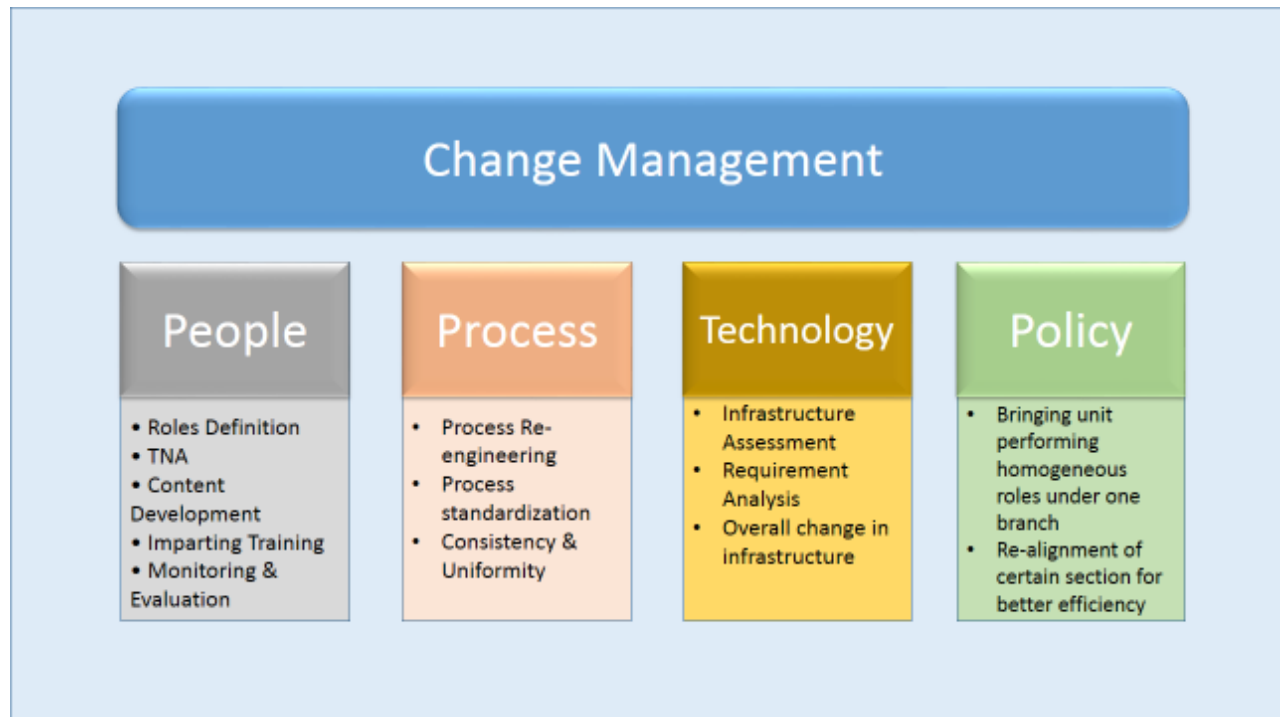 Change Management
People
• Roles Definition
• TNA
• Content
Development
• Imparting Training
• Monitoring &
Evaluation
Process
• Process Re-
engineering
• Process
standardization
• Consistency &
Uniformity
Technology
• Infrastructure
Assessment
• Requirement
Analysis
• Overall change in
infrastructure
Policy
• Bringing unit
performing
homogeneous
roles under one
branch
• Re-alignment of
certain section for
better efficiency